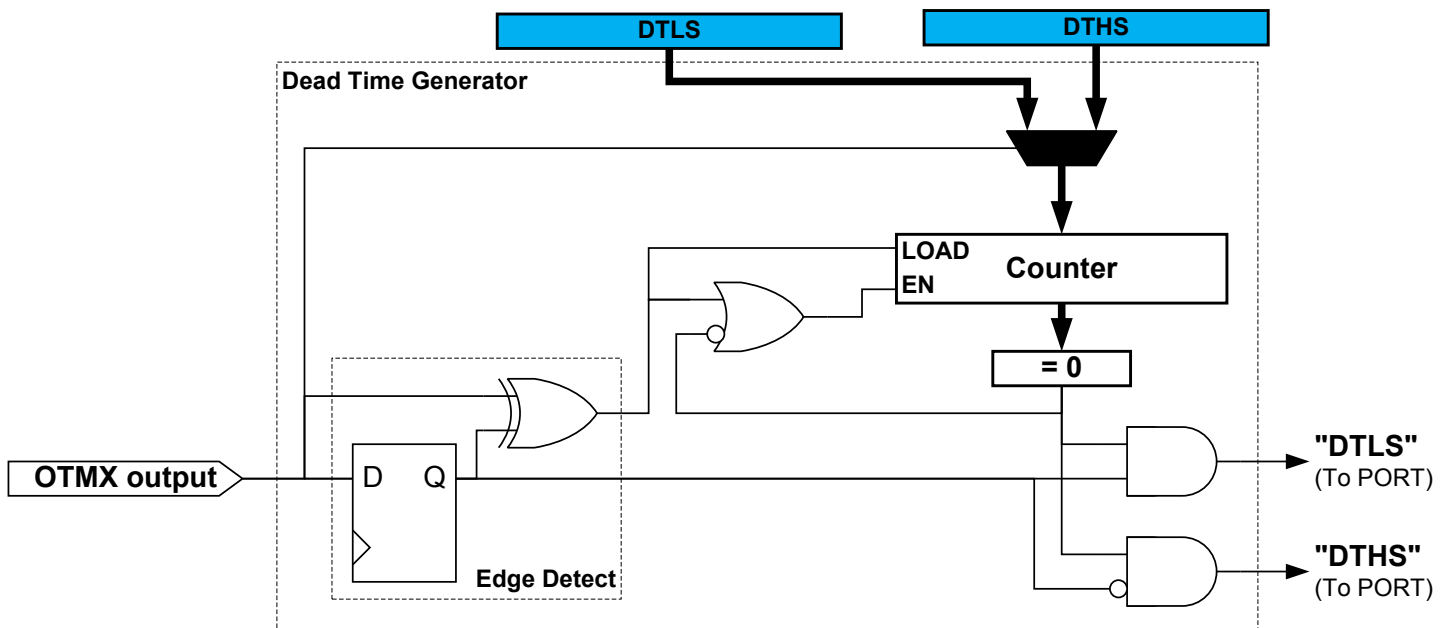 DTLS
DTHS
Dead Time Generator
LOAD
Counter
EN
= 0
"DTLS"
(To PORT)
OTMX output
D
Q
"DTHS"
(To PORT)
Edge Detect